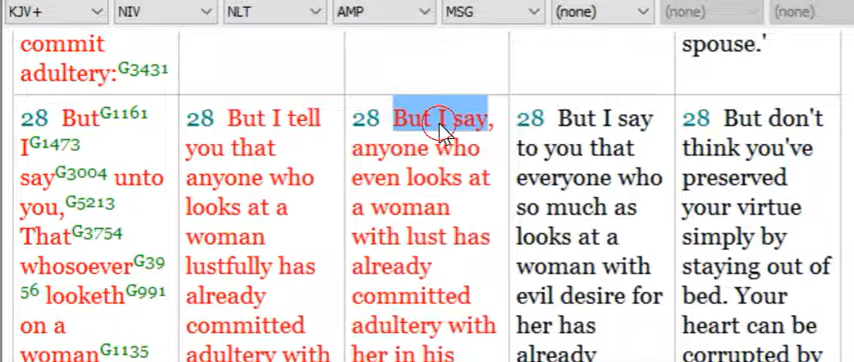 KJV+ NIV NLT AMP MSG (none) (none) (none)
commit
adultery:G3431
28 ButG1161
IG1473
sayG3004 unto
you,G5213
ThatG3754
whosoeverG39
56 lookethG991
on a
womanG1135
28 But I tell
you that
anyone who
looks at a
woman
lustfully has
already
committed
adultery with
28 But I say,
anyone who
even looks at
a woman
with lust has
already
committed
adultery with
her in his
28 But I say
to you that
everyone who
so much as
looks at a
woman with
evil desire for
her has
already
spouse.'
28 But don't
think you've
preserved
your virtue
simply by
staying out of
bed. Your
heart can be
corrupted by